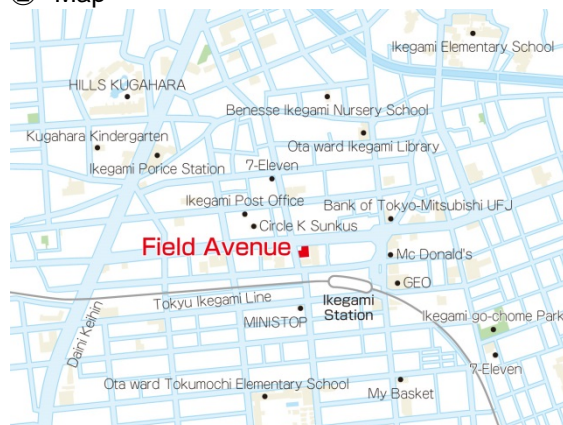 Map
Ikegami Elementary School
HILLS KUGAHARA
Benesse Ikegami Nursery School
Kugahara Kindergarten
Ota ward Ikegami Library
Ikegami Porice Station
7-Eleven
Ikegami Post Office
Bank of Tokyo-Mitsubishi UFJ
Circle K Sunkus
Field Avenue
Mc Donald's
GEO
Tokyu Ikegami Line
Ikegami
Station
MINISTOP
Ikegami go-chome Park
Daini Keihin
7-Eleven
Ota ward Tokumochi Elementary School
My Basket